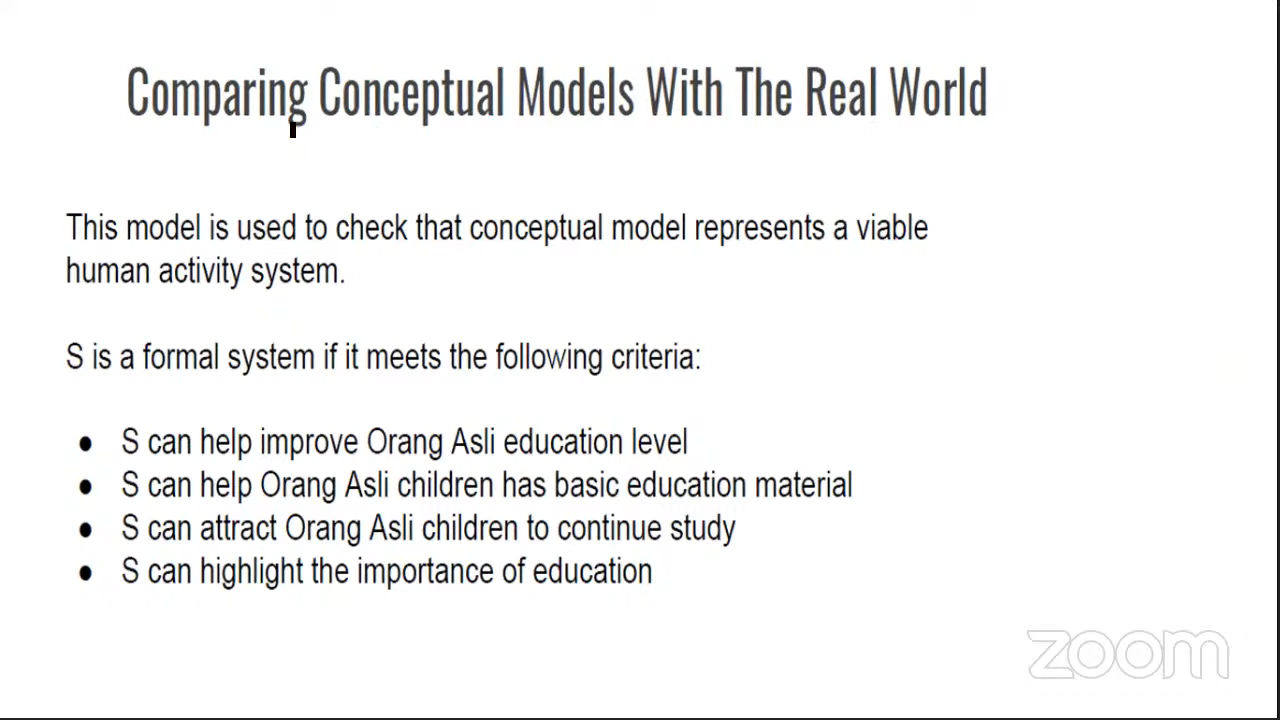 Comparing Conceptual Models With The Real World
This model is used to check that conceptual model represents a viable
human activity system.
S is a formal system if it meets the following criteria:
● S can help improve Orang Asli education level
● S can help Orang Asli children has basic education material
● S can attract Orang Asli children to continue study
● S can highlight the importance of education
zoom